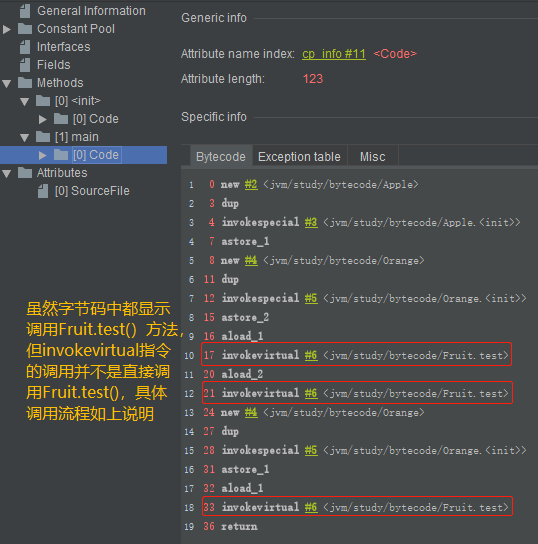 General Information
Constant Pool
Interfaces
Fields
Methods
[0] <init>
[0] Code
[1] main
[0] Code
Attributes
[0] SourceFile
虽然字节码中都显示
调用Fruit.test()方法，
但invokevirtual指令
的调用并不是直接调
用Fruit.test()，具体
调用流程如上说明
Generic info
Attribute name index: cp_info #11 <Code>
Attribute length: 123
Specific info
Bytecode Exception table Misc
1 0 new #2 <jvm/study/bytecode/Apple>
2 3 dup
3 4 invokespecial #3 <jvm/study/bytecode/Apple.<init>>
4 7 astore_1
5 8 new #4 <jvm/study/bytecode/Orange>
6 11 dup
7 12 invokespecial #5 <jvm/study/bytecode/Orange.<init>>
8 15 astore_2
9 16 aload_1
10 17 invokevirtual #6 <jvm/study/bytecode/Fruit.test>
11 20 aload_2
12 21 invokevirtual #6 <jvm/study/bytecode/Fruit.test>
13 24 new #4 <jvm/study/bytecode/Orange>
14 27 dup
15 28 invokespecial #5 <jvm/study/bytecode/Orange.<init>>
16 31 astore_1
17 32 aload_1
18 33 invokevirtual #6 <jvm/study/bytecode/Fruit.test>
19 36 return